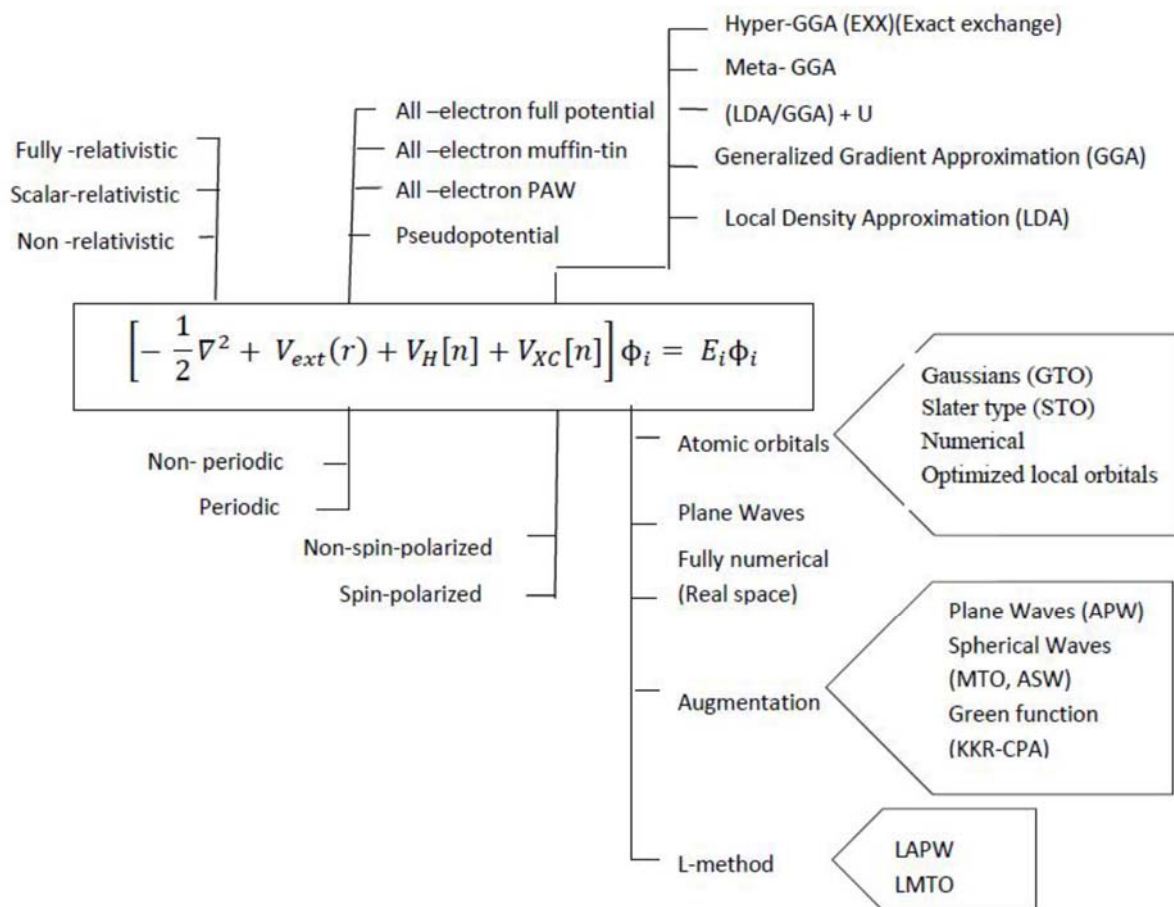 Hyper-GGA (EXX)(Exact exchange)
Meta- GGA
(LDA/GGA) + U
Generalized Gradient Approximation (GGA)
Local Density Approximation (LDA)
All –electron full potential
All –electron muffin-tin
All –electron PAW
Pseudopotential
Fully -relativistic
Scalar-relativistic
Non -relativistic
[− 1/2 ∇² + V_ext(r) + V_H[n] + V_XC[n]] ϕ_i = E_i ϕ_i
Non- periodic
Periodic
Non-spin-polarized
Spin-polarized
Atomic orbitals
Gaussians (GTO)
Slater type (STO)
Numerical
Optimized local orbitals
Plane Waves
Fully numerical
(Real space)
Augmentation
Plane Waves (APW)
Spherical Waves
(MTO, ASW)
Green function
(KKR-CPA)
L-method
LAPW
LMTO